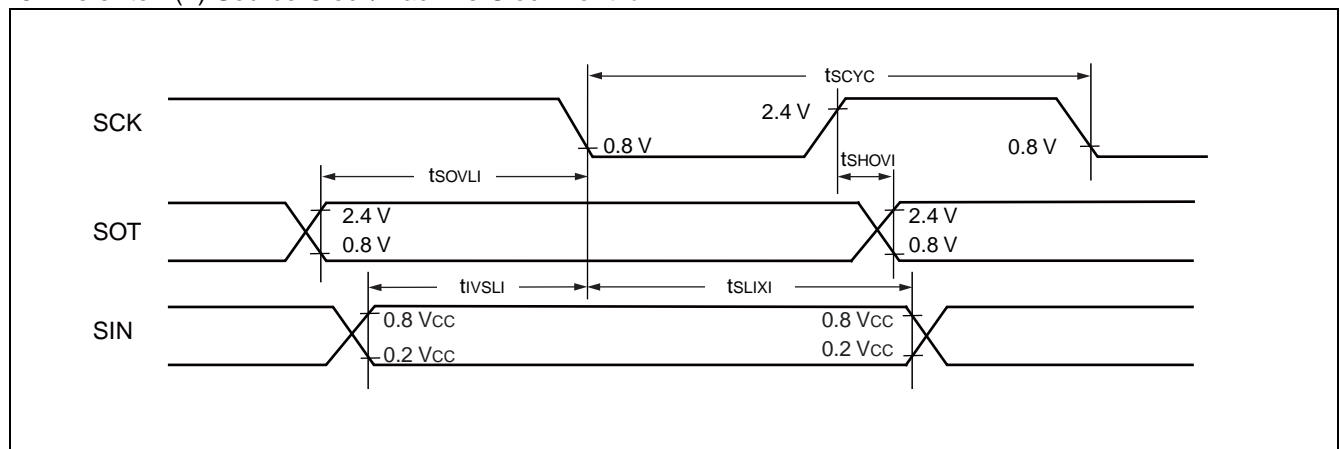 tSCYC
SCK
2.4 V
0.8 V
0.8 V
tSHOVI
tSOVLI
SOT
2.4 V
2.4 V
0.8 V
0.8 V
tIVSLI
tSLIXI
SIN
0.8 VCC
0.8 VCC
0.2 VCC
0.2 VCC